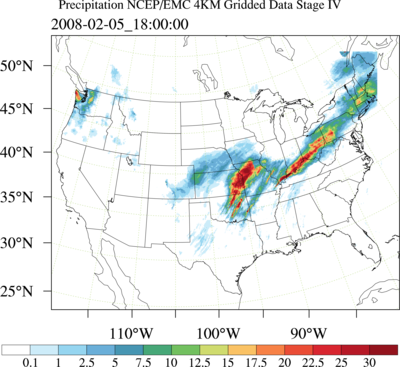 Precipitation NCEP/EMC 4KM Gridded Data Stage IV
2008-02-05_18:00:00
50°N
45°N
40°N
35°N
30°N
25°N
110°W 100°W 90°W
0.1 1 2.5 5 7.5 10 12.5 15 17.5 20 22.5 25 30